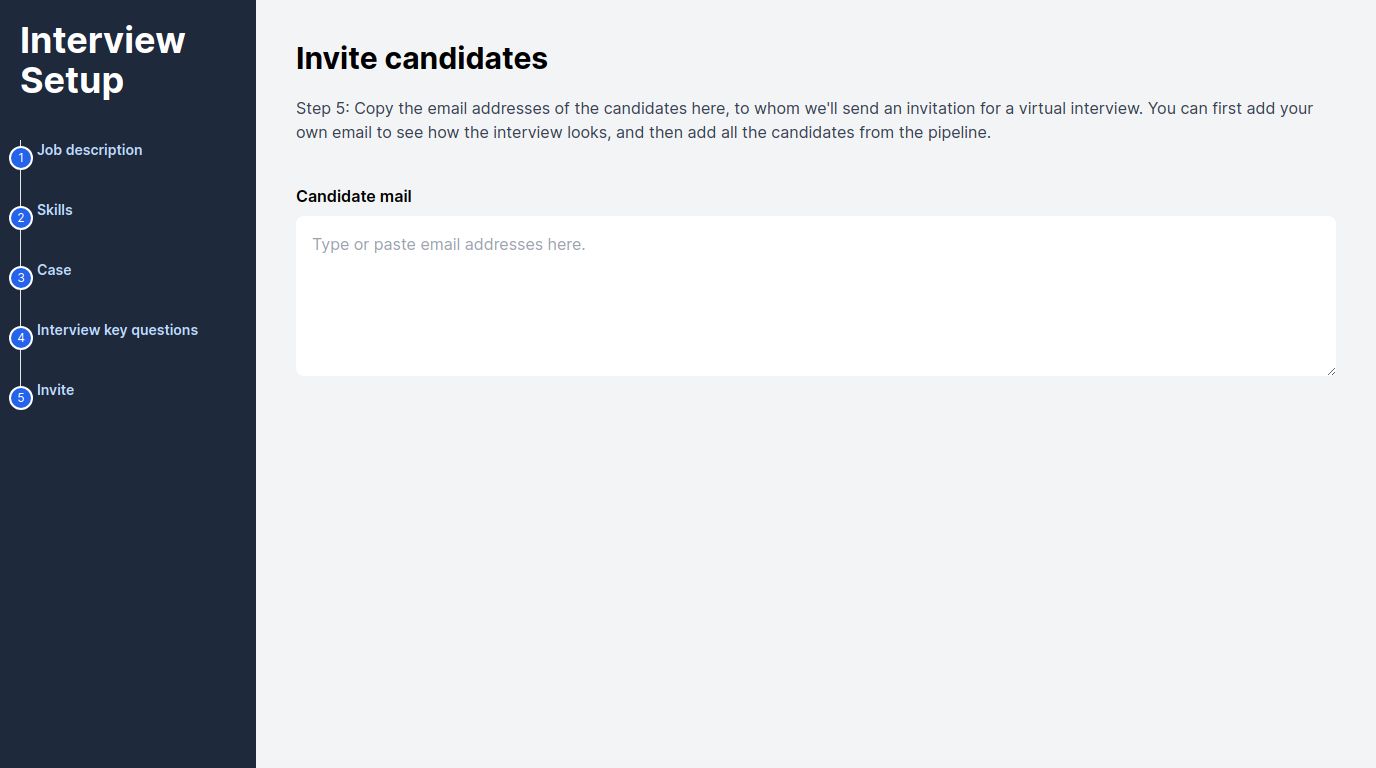 Interview
Setup
1 Job description
2 Skills
3 Case
4 Interview key questions
5 Invite
Invite candidates
Step 5: Copy the email addresses of the candidates here, to whom we'll send an invitation for a virtual interview. You can first add your
own email to see how the interview looks, and then add all the candidates from the pipeline.
Candidate mail
Type or paste email addresses here.